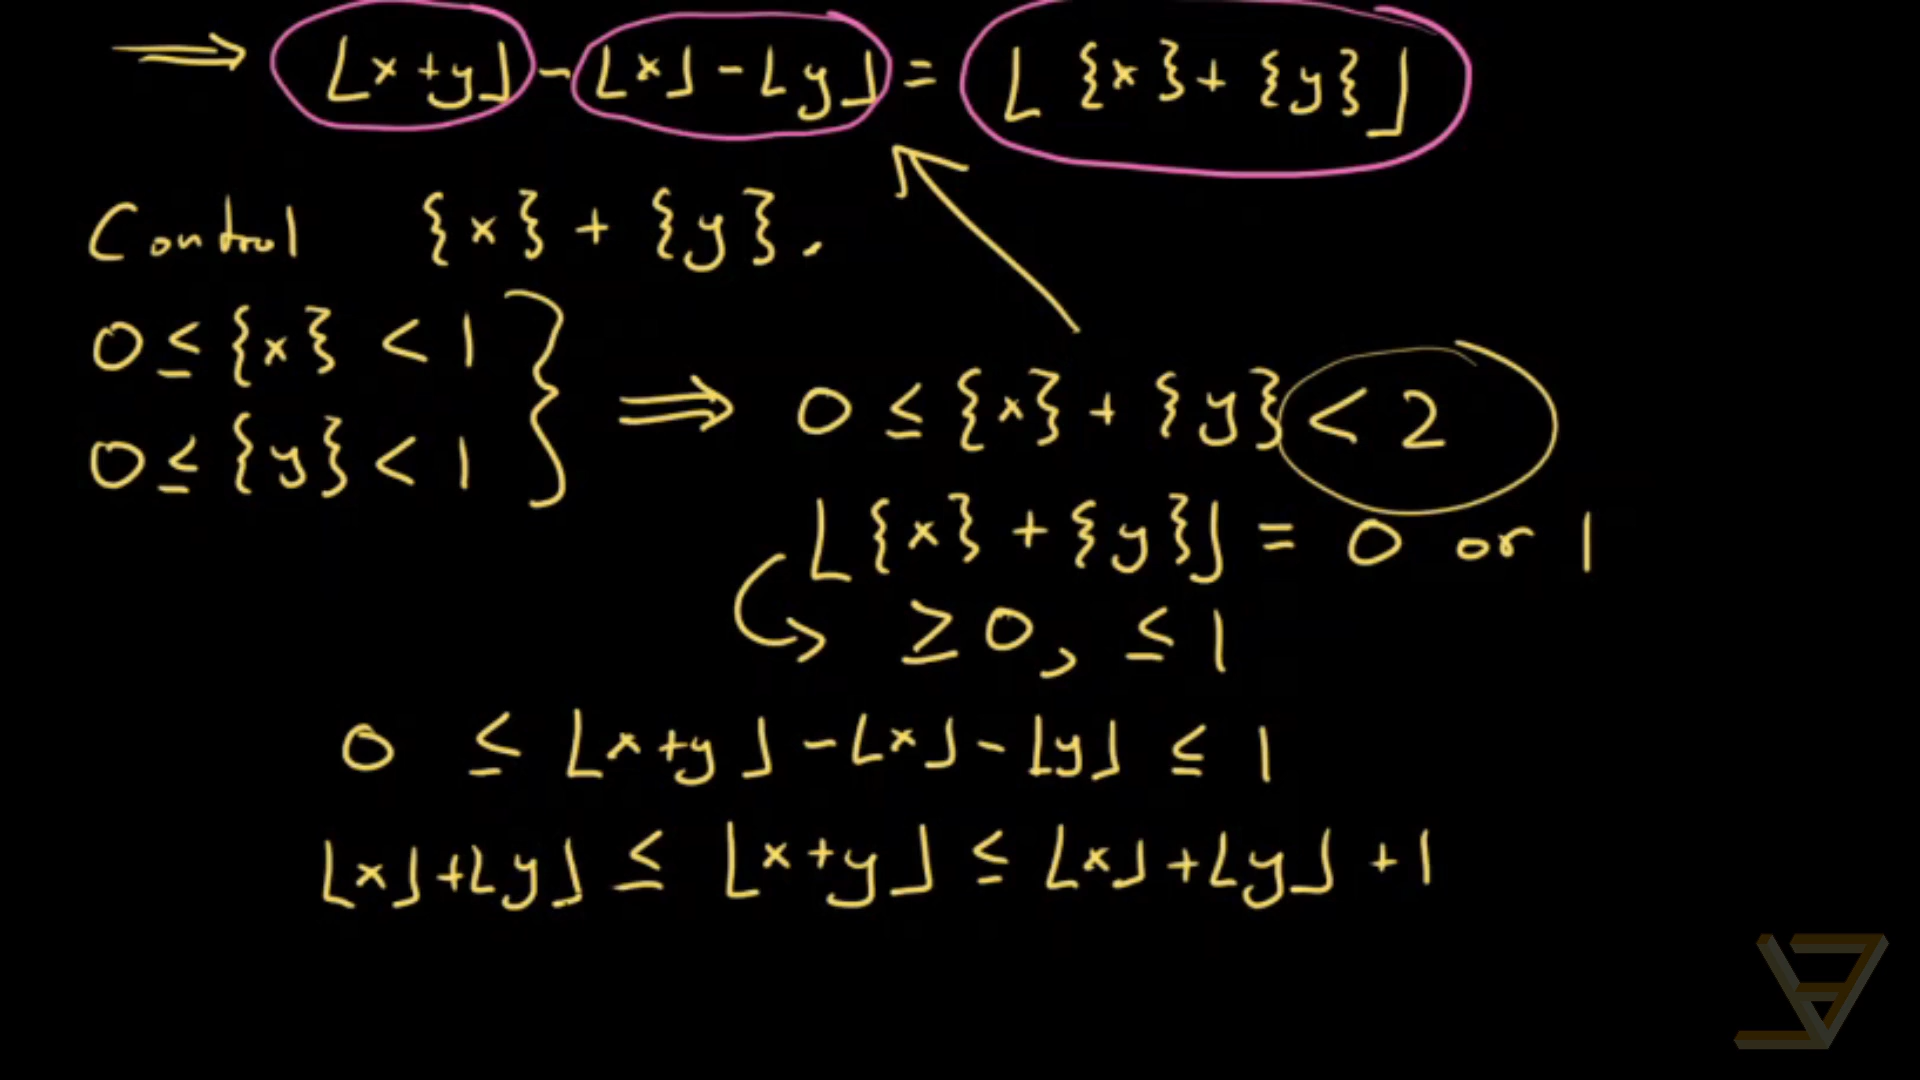 ⟹ ⌊x+y⌋ - ⌊x⌋ - ⌊y⌋ = ⌊{x} + {y}⌋
Control {x} + {y}.
0 ≤ {x} < 1
0 ≤ {y} < 1
⟹ 0 ≤ {x} + {y} < 2
⌊{x} + {y}⌋ = 0 or 1
≥ 0, ≤ 1
0 ≤ ⌊x+y⌋ - ⌊x⌋ - ⌊y⌋ ≤ 1
⌊x⌋ + ⌊y⌋ ≤ ⌊x+y⌋ ≤ ⌊x⌋ + ⌊y⌋ + 1